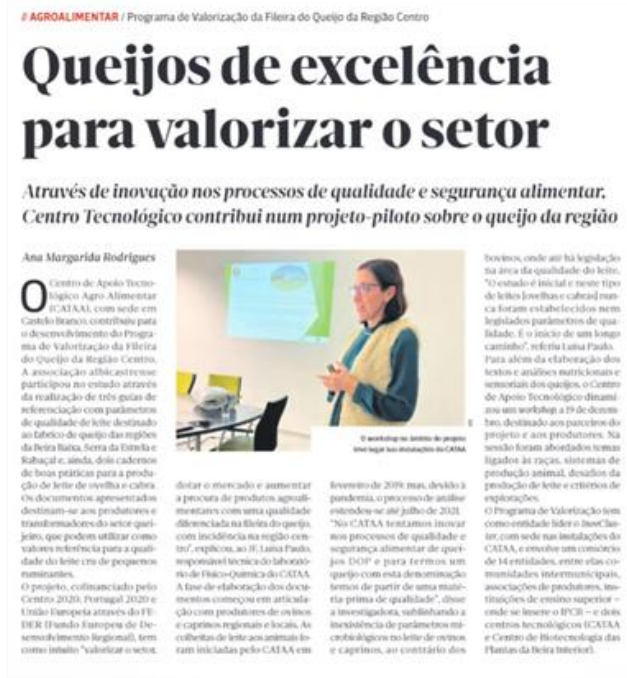 // AGROALIMENTAR / Programa de Valorização da Fileira do Queijo da Região Centro
Queijos de excelência
para valorizar o setor
Através de inovação nos processos de qualidade e segurança alimentar,
Centro Tecnológico contribui num projeto-piloto sobre o queijo da região
Ana Margarida Rodrigues
O Centro de Apoio Tecno-
lógico Agro Alimentar
(CATAA), com sede em
Castelo Branco, contribuiu para
o desenvolvimento do Progra-
ma de Valorização da Fileira
do Queijo da Região Centro.
A associação albicastrense
participou no estudo através
da realização de três guias de
referenciação com parâmetros
de qualidade de leite destinado
ao fabrico de queijo das regiões
da Beira Baixa, Serra da Estrela e
Rabaçal e, ainda, dois cadernos
de boas práticas para a produ-
ção de leite de ovelha e cabra.
Os documentos apresentados
destinam-se aos produtores e
transformadores do setor quei-
jeiro, que podem utilizar como
valores referência para a quali-
dade do leite cru de pequenos
ruminantes.
O projeto, cofinanciado pelo
Centro 2020, Portugal 2020 e
União Europeia através do FE-
DER (Fundo Europeu de De-
senvolvimento Regional), tem
como intuito "valorizar o setor,
O workshop no âmbito do projeto
teve lugar nas instalações do CATAA
dotar o mercado e aumentar
a procura de produtos agroali-
mentares com uma qualidade
diferenciada na fileira do queijo,
com incidência na região cen-
tro", explicou, ao JF, Luísa Paulo,
responsável técnica do laborató-
rio de Físico-Química do CATAA.
A fase de elaboração dos docu-
mentos começou em articula-
ção com produtores de ovinos
e caprinos regionais e locais. As
colheitas de leite aos animais fo-
ram iniciadas pelo CATAA em
fevereiro de 2019; mas, devido à
pandemia, o processo de análise
estendeu-se até julho de 2021.
"No CATAA tentamos inovar
nos processos de qualidade e
segurança alimentar de quei-
jos DOP e para termos um
queijo com esta denominação
temos de partir de uma maté-
ria prima de qualidade", disse
a investigadora, sublinhando a
inexistência de parâmetros mi-
crobiológicos no leite de ovinos
e caprinos, ao contrário dos
bovinos, onde até há legislação
na área da qualidade do leite.
"O estudo é inicial e neste tipo
de leites [ovelhas e cabras] nun-
ca foram estabelecidos nem
legislados parâmetros de qua-
lidade. É o início de um longo
caminho", referiu Luísa Paulo.
Para além da elaboração dos
textos e análises nutricionais e
sensoriais dos queijos, o Centro
de Apoio Tecnológico dinami-
zou um workshop a 19 de dezem-
bro, destinado aos parceiros do
projeto e aos produtores. Na
sessão foram abordados temas
ligados às raças, sistemas de
produção animal, desafios da
produção de leite e critérios de
explorações.
O Programa de Valorização tem
como entidade líder o InovClus-
ter, com sede nas instalações do
CATAA, e envolve um consórcio
de 14 entidades, entre elas co-
munidades intermunicipais,
associações de produtores, ins-
tituições de ensino superior –
onde se insere o IPCB – e dois
centros tecnológicos (CATAA
e Centro de Biotecnologia das
Plantas da Beira Interior).